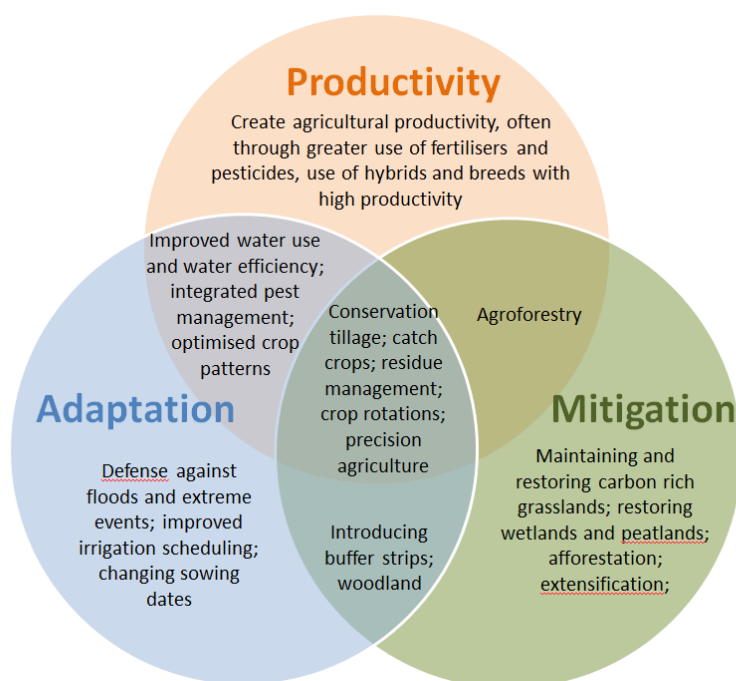 Productivity
Create agricultural productivity, often
through greater use of fertilisers and
pesticides, use of hybrids and breeds with
high productivity
Improved water use
and water efficiency;
integrated pest
management;
optimised crop
patterns
Conservation
tillage; catch
crops; residue
management;
crop rotations;
precision
agriculture
Agroforestry
Adaptation
Defense against
floods and extreme
events; improved
irrigation scheduling;
changing sowing
dates
Introducing
buffer strips;
woodland
Mitigation
Maintaining and
restoring carbon rich
grasslands; restoring
wetlands and peatlands;
afforestation;
extensification;